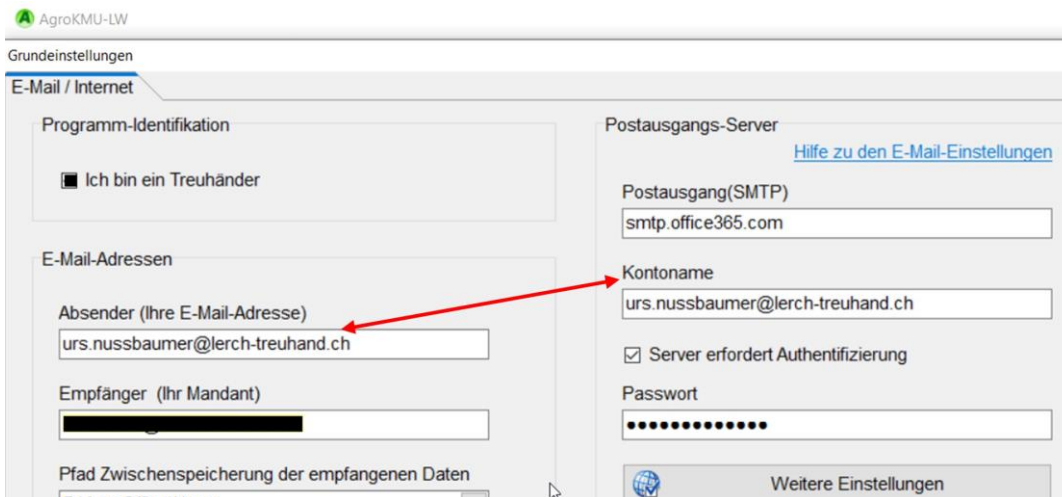 AgroKMU-LW
Grundeinstellungen
E-Mail / Internet
Programm-Identifikation
Ich bin ein Treuhänder
E-Mail-Adressen
Absender (Ihre E-Mail-Adresse)
urs.nussbaumer@lerch-treuhand.ch
Empfänger (Ihr Mandant)
Pfad Zwischenspeicherung der empfangenen Daten
Postausgangs-Server
Hilfe zu den E-Mail-Einstellungen
Postausgang(SMTP)
smtp.office365.com
Kontoname
urs.nussbaumer@lerch-treuhand.ch
Server erfordert Authentifizierung
Passwort
Weitere Einstellungen